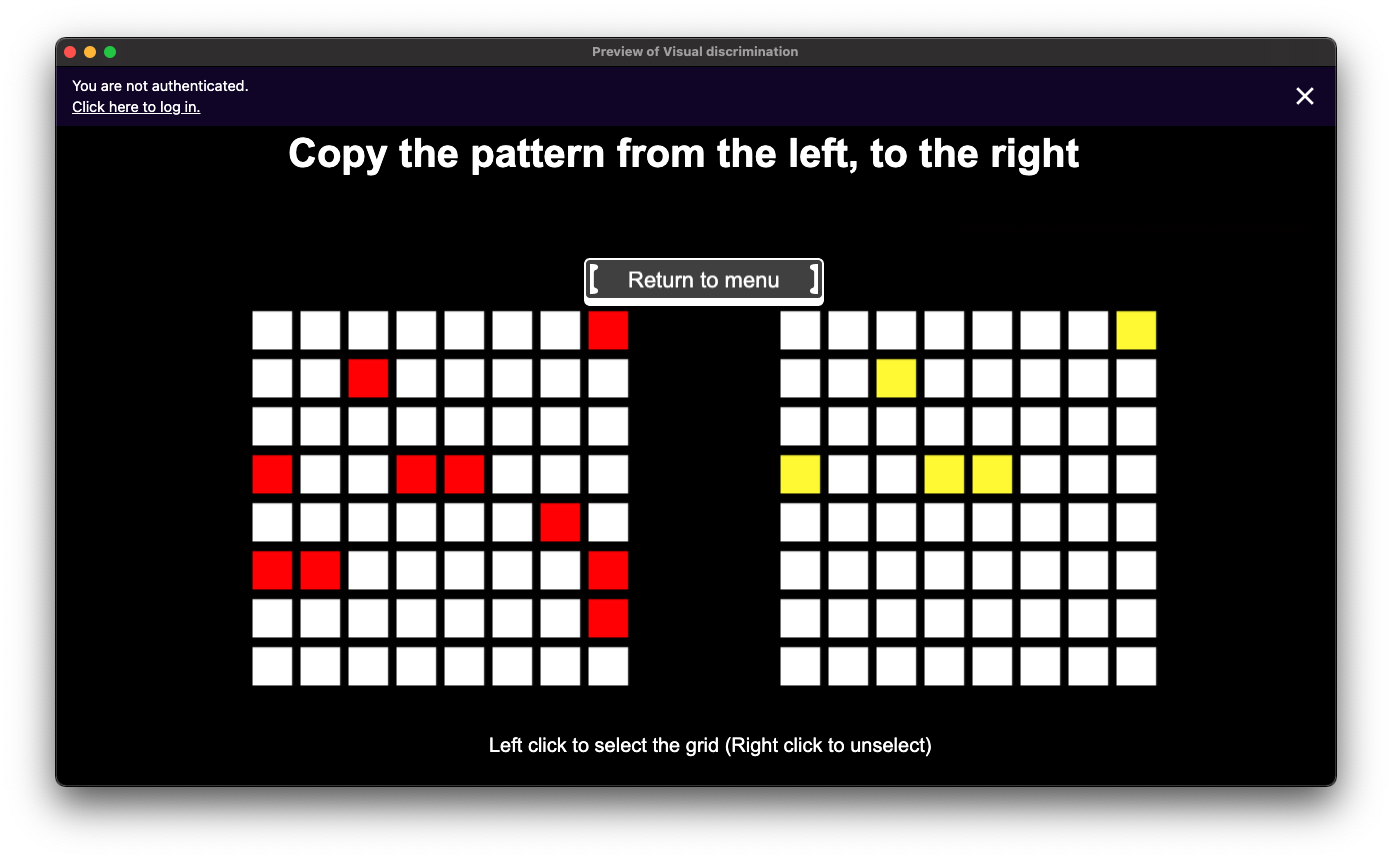 Preview of Visual discrimination
You are not authenticated.
Click here to log in.
Copy the pattern from the left, to the right
Return to menu
Left click to select the grid (Right click to unselect)